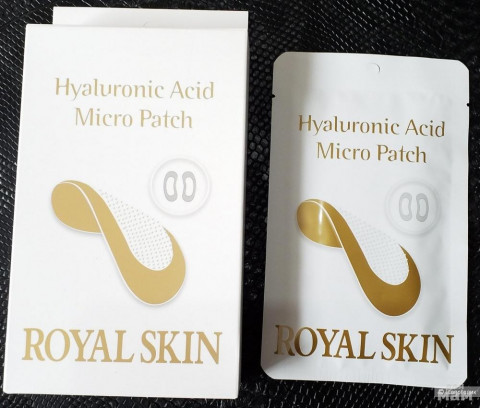 Hyaluronic Acid
Micro Patch
ROYAL SKIN
Hyaluronic Acid
Micro Patch
ROYAL SKIN